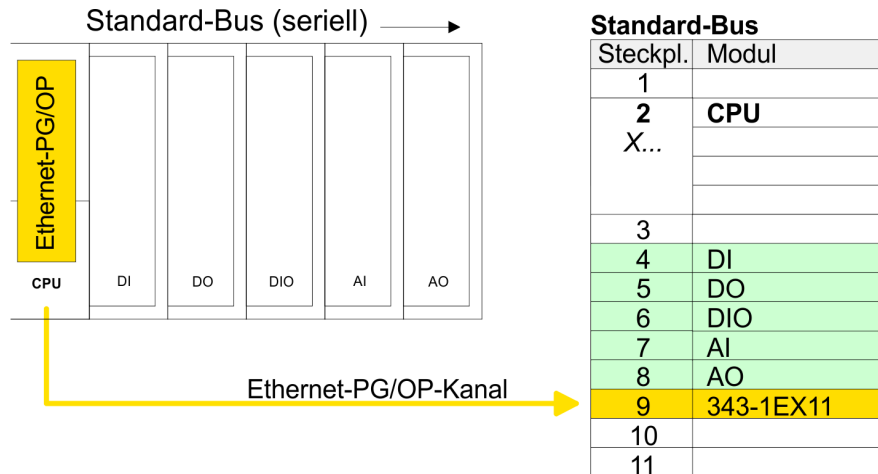 Standard-Bus (seriell)
Ethernet-PG/OP
CPU
DI
DO
DIO
AI
AO
Ethernet-PG/OP-Kanal
Standard-Bus
Steckpl. Modul
1
2 CPU
X...
3
4 DI
5 DO
6 DIO
7 AI
8 AO
9 343-1EX11
10
11